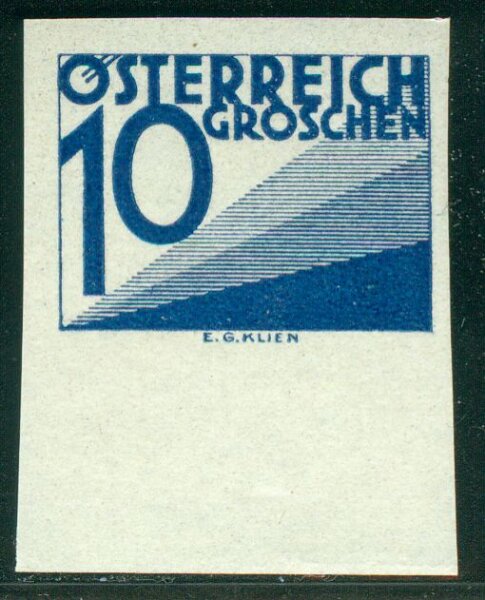 ÖSTERREICH
GROSCHEN
10
E.G.KLIEN